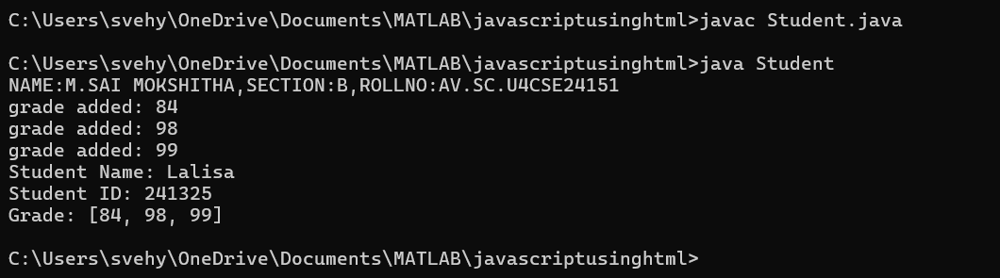 C:\Users\svehy\OneDrive\Documents\MATLAB\javascriptusinghtml>javac Student.java
C:\Users\svehy\OneDrive\Documents\MATLAB\javascriptusinghtml>java Student
NAME:M.SAI MOKSHITHA,SECTION:B,ROLLNO:AV.SC.U4CSE24151
grade added: 84
grade added: 98
grade added: 99
Student Name: Lalisa
Student ID: 241325
Grade: [84, 98, 99]
C:\Users\svehy\OneDrive\Documents\MATLAB\javascriptusinghtml>